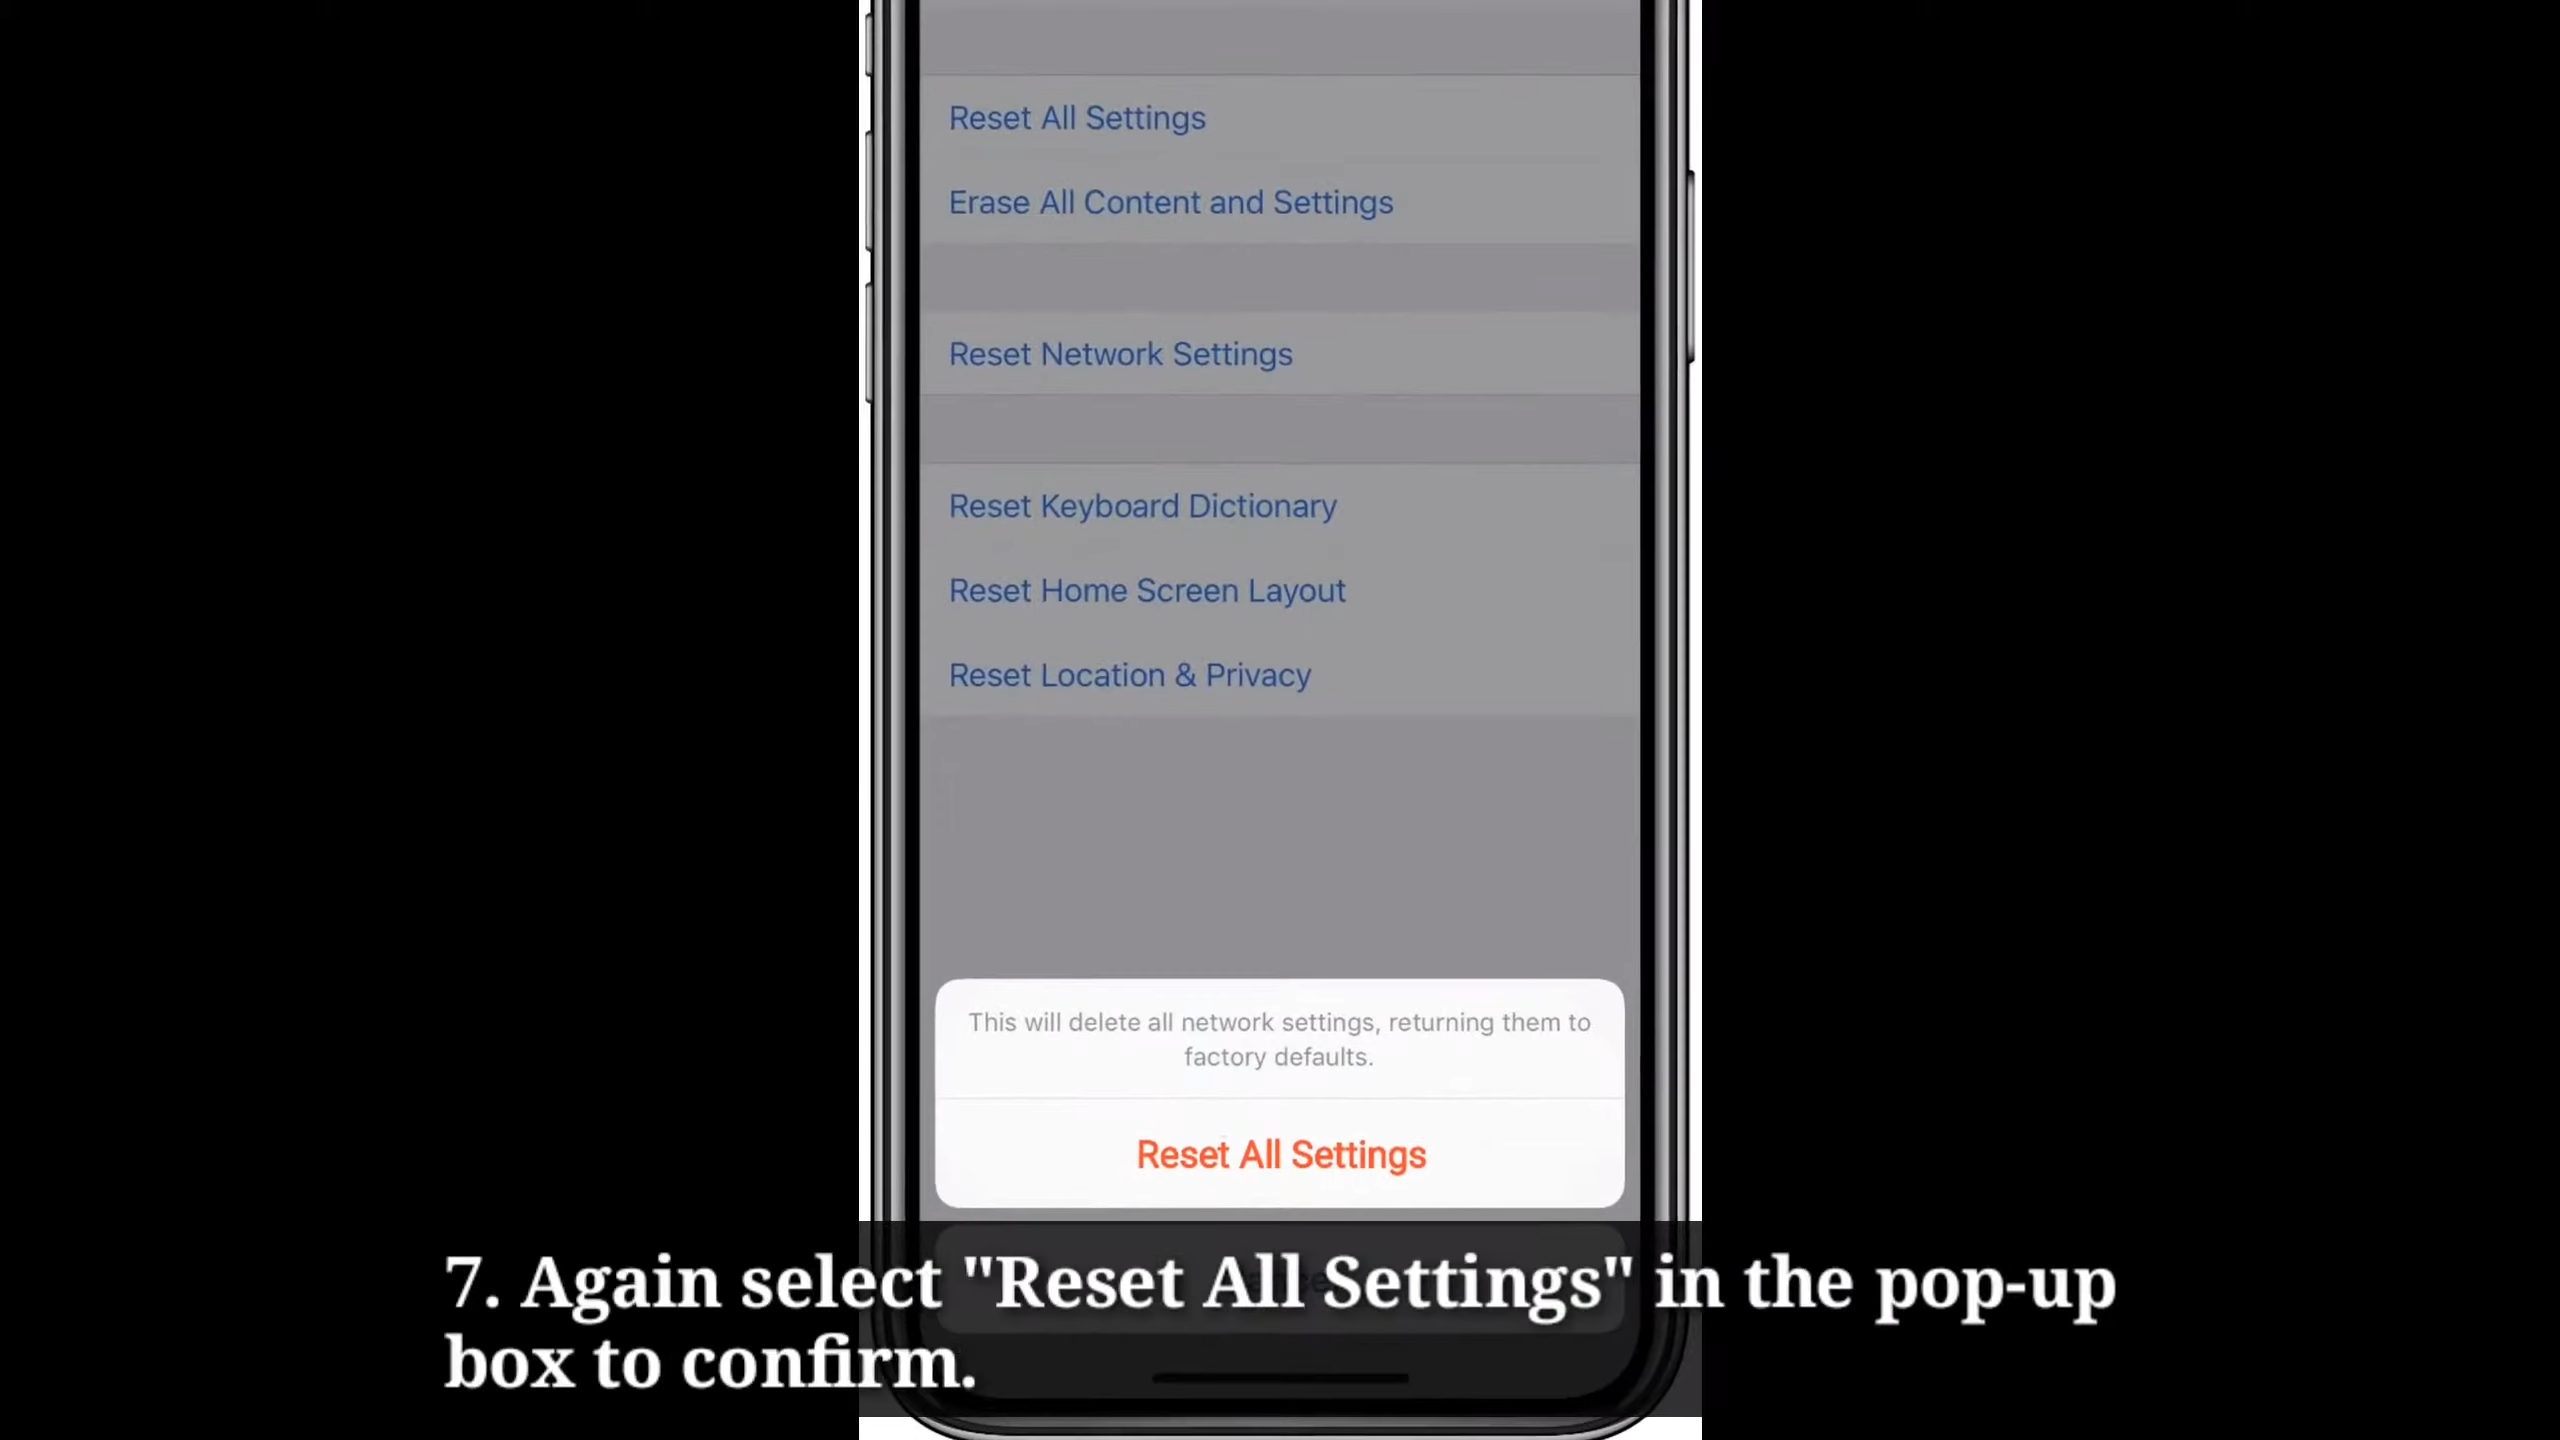 Reset All Settings
Erase All Content and Settings
Reset Network Settings
Reset Keyboard Dictionary
Reset Home Screen Layout
Reset Location & Privacy
This will delete all network settings, returning them to
factory defaults.
Reset All Settings
7. Again select "Reset All Settings" in the pop-up
box to confirm.